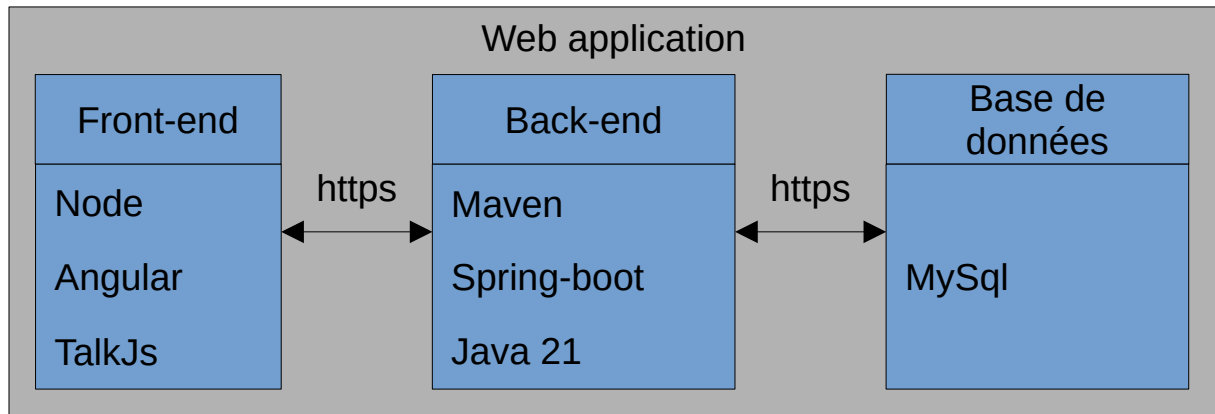 Web application
Front-end
Node
Angular
TalkJs
https
Back-end
Maven
Spring-boot
Java 21
https
Base de
données
MySql